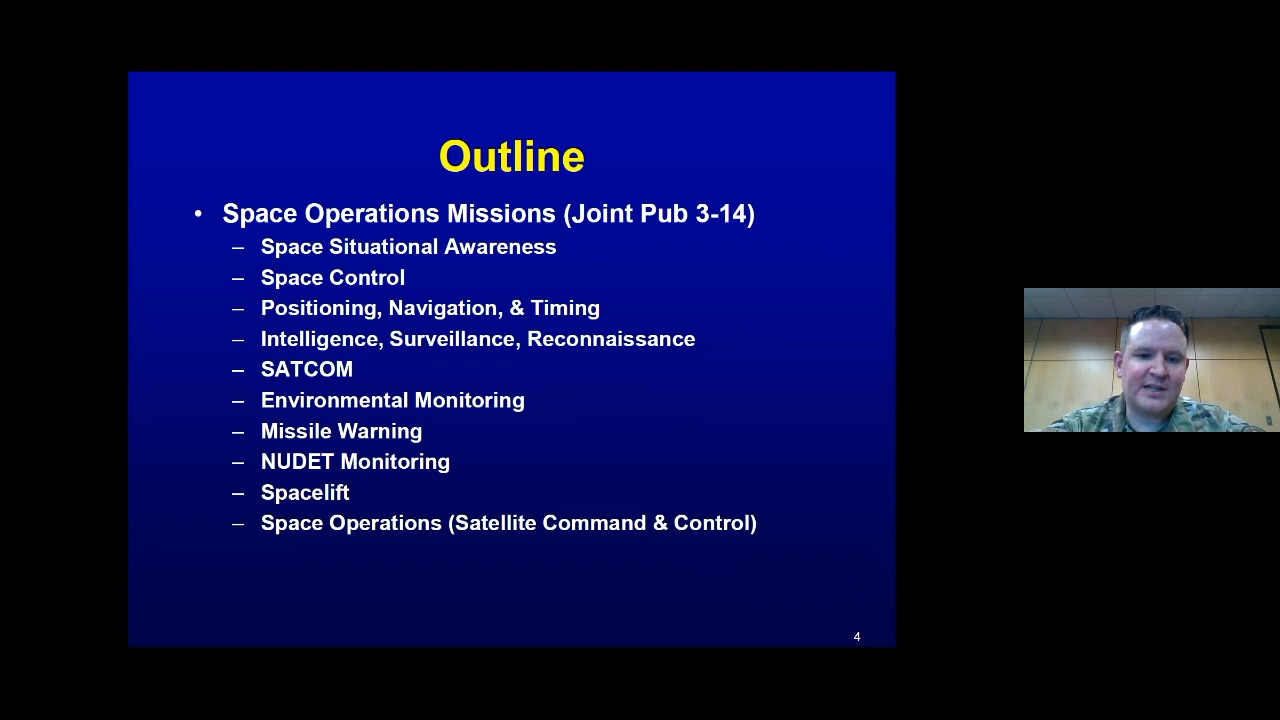 Outline
• Space Operations Missions (Joint Pub 3-14)
– Space Situational Awareness
– Space Control
– Positioning, Navigation, & Timing
– Intelligence, Surveillance, Reconnaissance
– SATCOM
– Environmental Monitoring
– Missile Warning
– NUDET Monitoring
– Spacelift
– Space Operations (Satellite Command & Control)
4